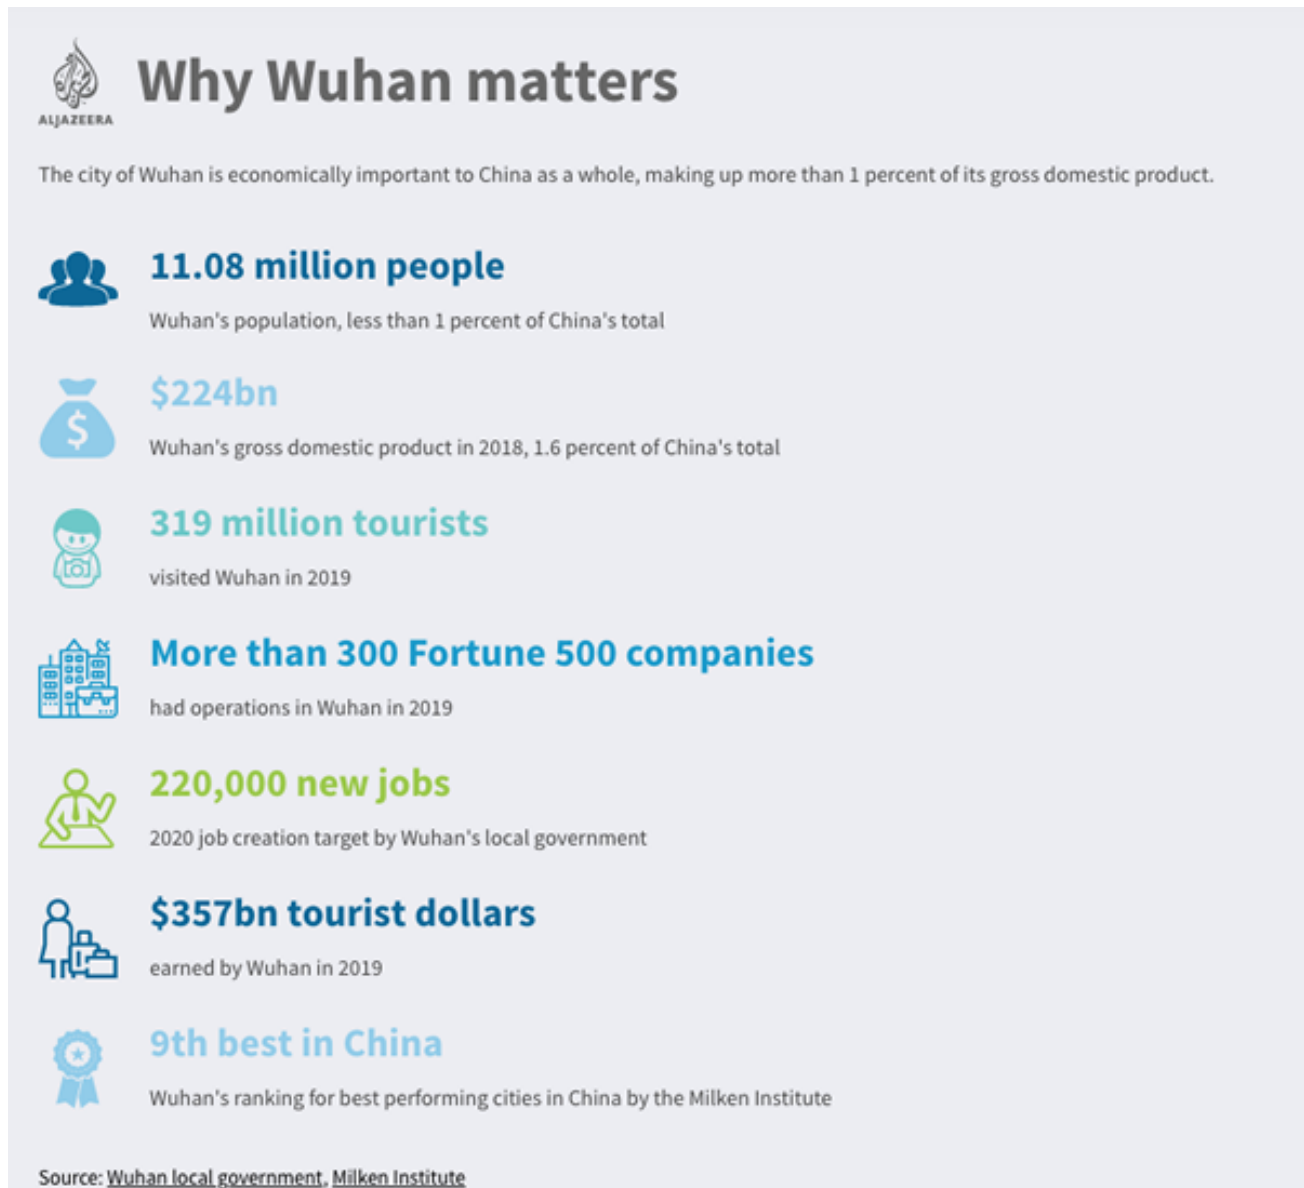 Why Wuhan matters
ALJAZEERA
The city of Wuhan is economically important to China as a whole, making up more than 1 percent of its gross domestic product.
11.08 million people
Wuhan's population, less than 1 percent of China's total
$224bn
$
Wuhan's gross domestic product in 2018, 1.6 percent of China's total
319 million tourists
visited Wuhan in 2019
More than 300 Fortune 500 companies
had operations in Wuhan in 2019
220,000 new jobs
2020 job creation target by Wuhan's local government
$357bn tourist dollars
earned by Wuhan in 2019
9th best in China
Wuhan's ranking for best performing cities in China by the Milken Institute
Source: Wuhan local government, Milken Institute